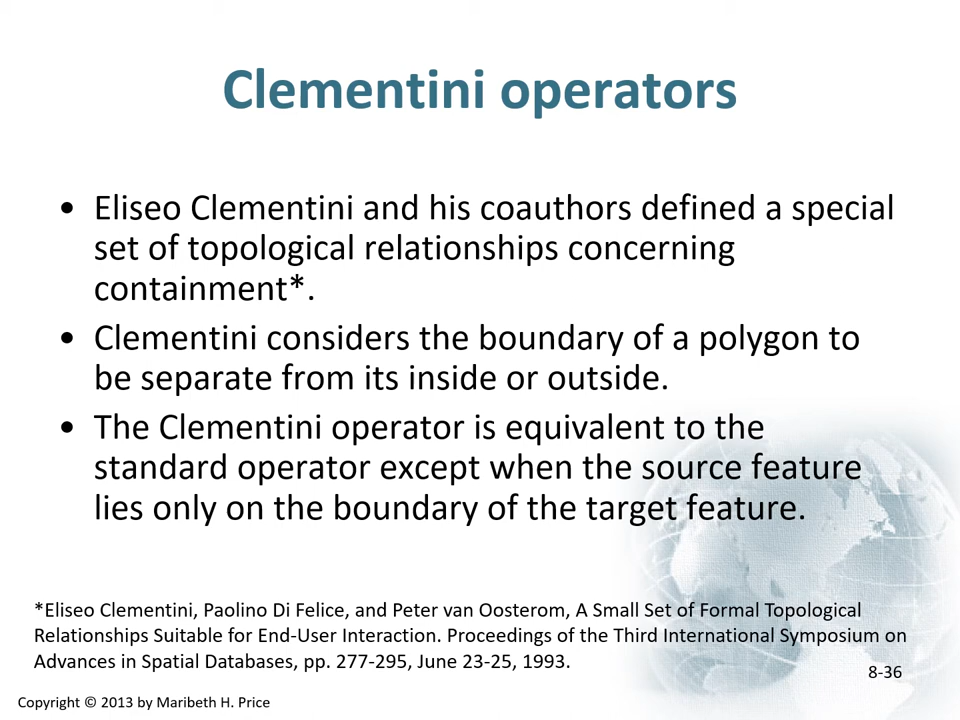 Clementini operators
• Eliseo Clementini and his coauthors defined a special
set of topological relationships concerning
containment*.
• Clementini considers the boundary of a polygon to
be separate from its inside or outside.
• The Clementini operator is equivalent to the
standard operator except when the source feature
lies only on the boundary of the target feature.
*Eliseo Clementini, Paolino Di Felice, and Peter van Oosterom, A Small Set of Formal Topological
Relationships Suitable for End-User Interaction. Proceedings of the Third International Symposium on
Advances in Spatial Databases, pp. 277-295, June 23-25, 1993.
8-36
Copyright © 2013 by Maribeth H. Price